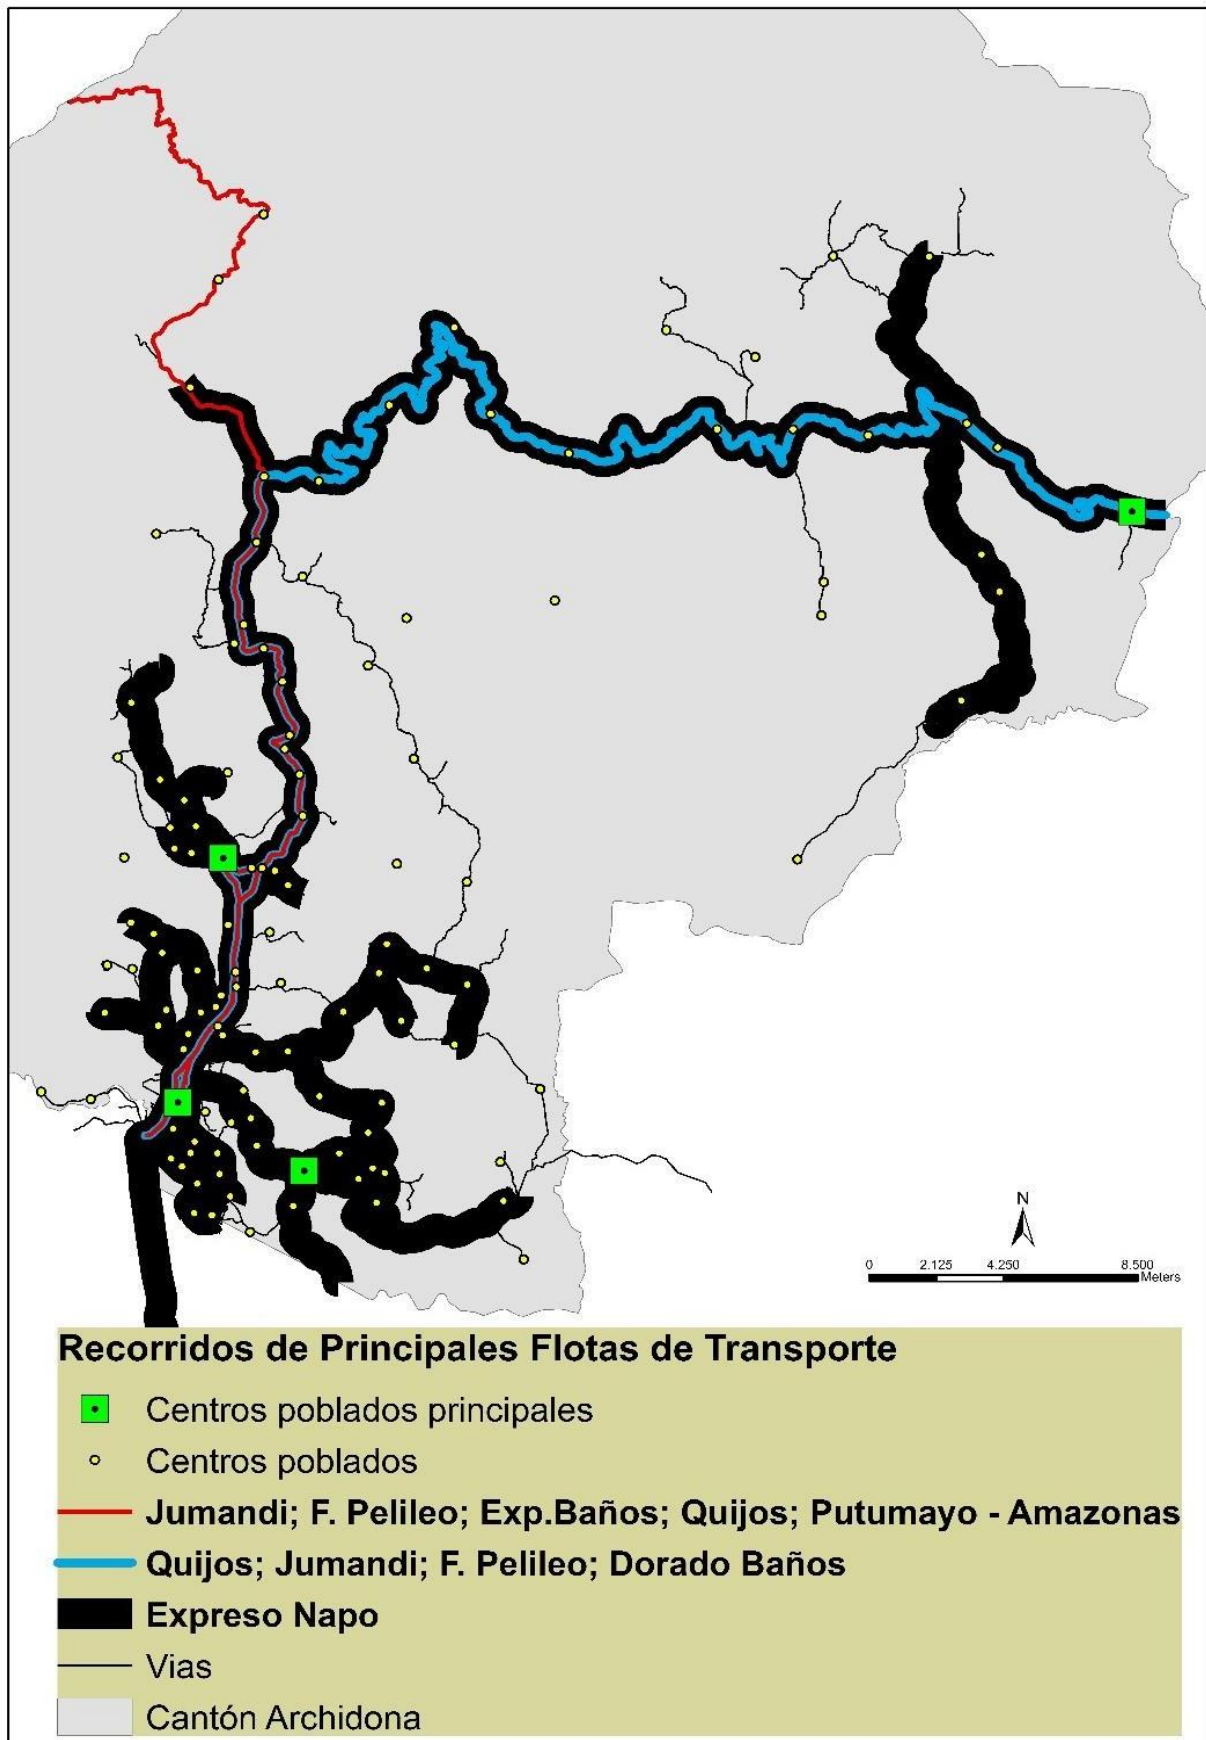 N
0 2.125 4.250 8.500
Meters
Recorridos de Principales Flotas de Transporte
Centros poblados principales
Centros poblados
Jumandi; F. Pelileo; Exp.Baños; Quijos; Putumayo - Amazonas
Quijos; Jumandi; F. Pelileo; Dorado Baños
Expreso Napo
Vias
Cantón Archidona